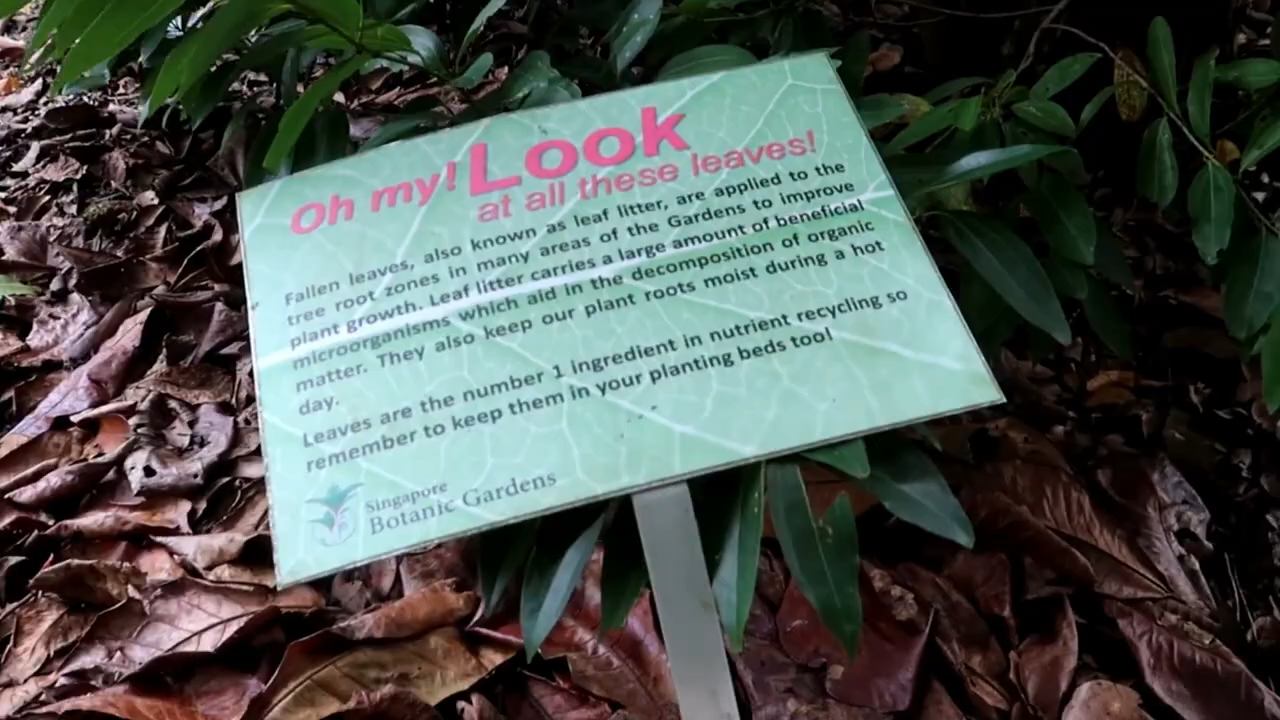 Oh my! Look
at all these leaves!
Fallen leaves, also known as leaf litter, are applied to the
tree root zones in many areas of the Gardens to improve
plant growth. Leaf litter carries a large amount of beneficial
microorganisms which aid in the decomposition of organic
matter. They also keep our plant roots moist during a hot
day.
Leaves are the number 1 ingredient in nutrient recycling so
remember to keep them in your planting beds too!
Singapore
Botanic Gardens